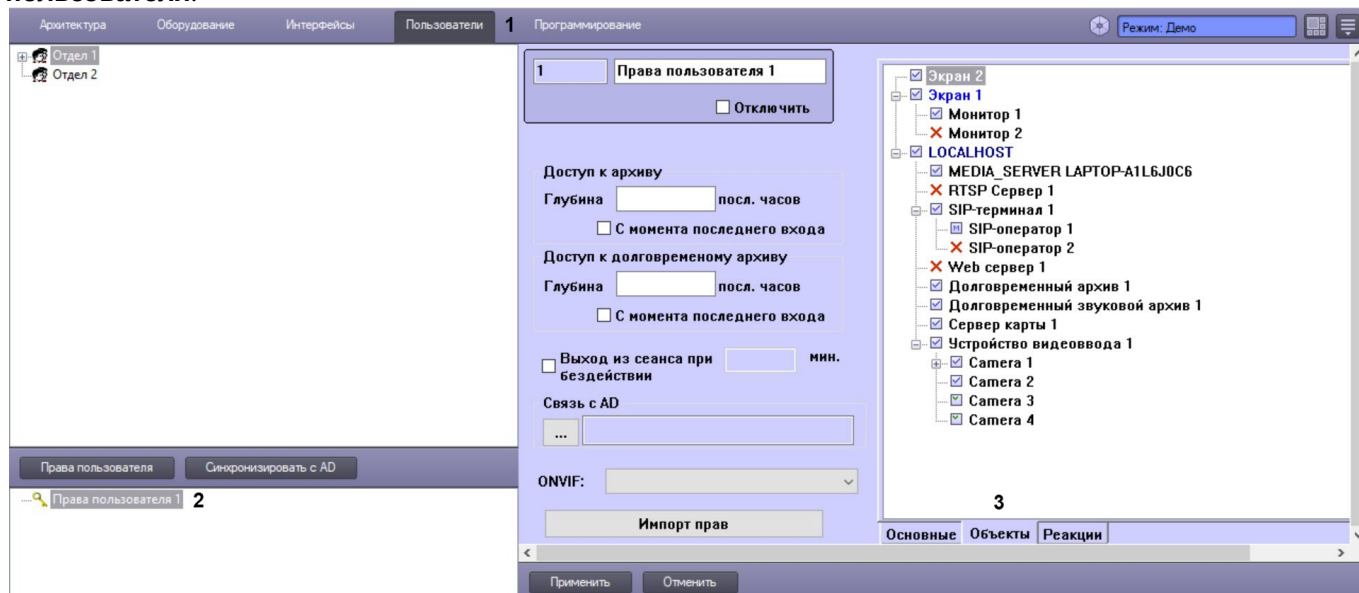 пользователи.
Архитектура Оборудование Интерфейсы Пользователи 1 Программирование Режим: Демо
Отдел 1
Отдел 2
1 Права пользователя 1
Отключить
Доступ к архиву
Глубина посл. часов
С момента последнего входа
Доступ к долговременому архиву
Глубина посл. часов
С момента последнего входа
Выход из сеанса при мин.
бездействии
Связь с AD
...
ONVIF:
Импорт прав
Экран 2
Экран 1
Монитор 1
Монитор 2
LOCALHOST
MEDIA_SERVER LAPTOP-A1L6J0C6
RTSP Сервер 1
SIP-терминал 1
SIP-оператор 1
SIP-оператор 2
Web сервер 1
Долговременный архив 1
Долговременный звуковой архив 1
Сервер карты 1
Устройство видеоввода 1
Camera 1
Camera 2
Camera 3
Camera 4
3
Основные Объекты Реакции
Права пользователя Синхронизировать с AD
Права пользователя 1 2
Применить Отменить